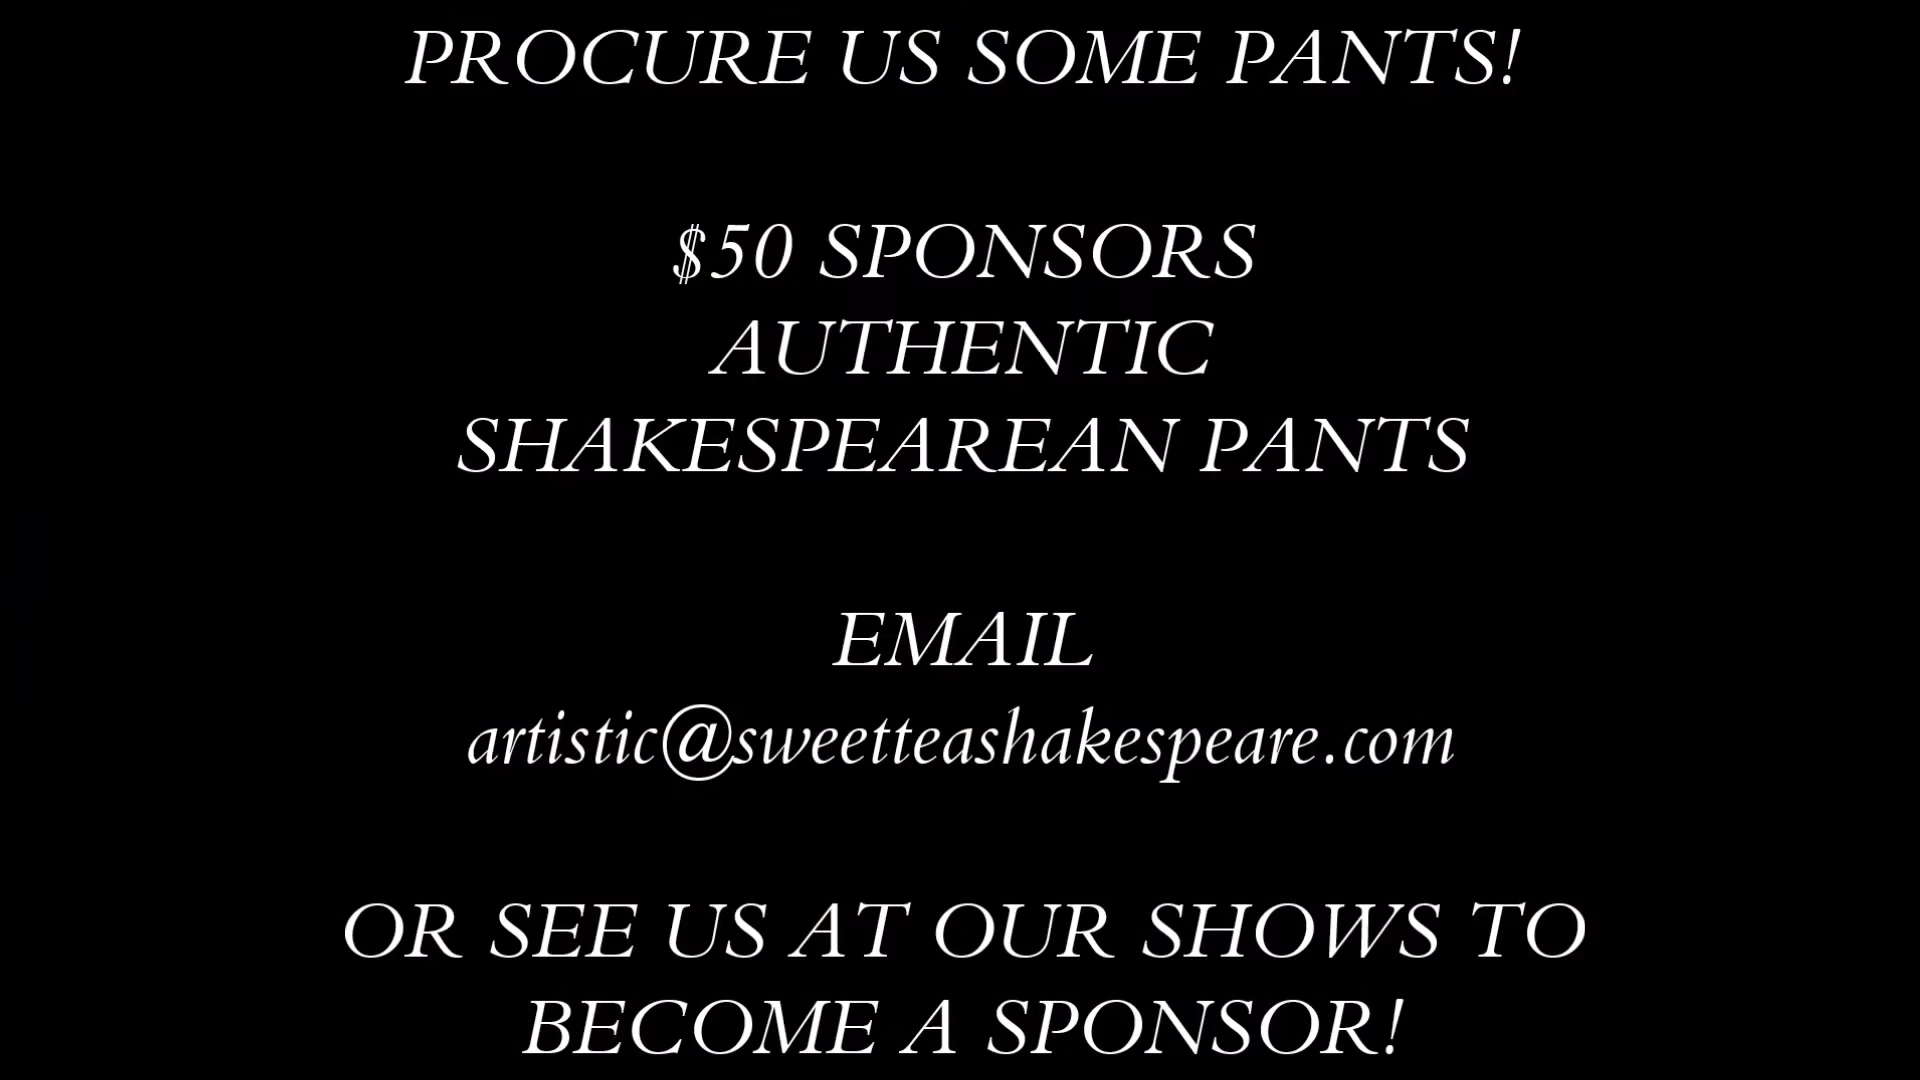 PROCURE US SOME PANTS!
$50 SPONSORS
AUTHENTIC
SHAKESPEAREAN PANTS
EMAIL
artistic@sweetteashakespeare.com
OR SEE US AT OUR SHOWS TO
BECOME A SPONSOR!